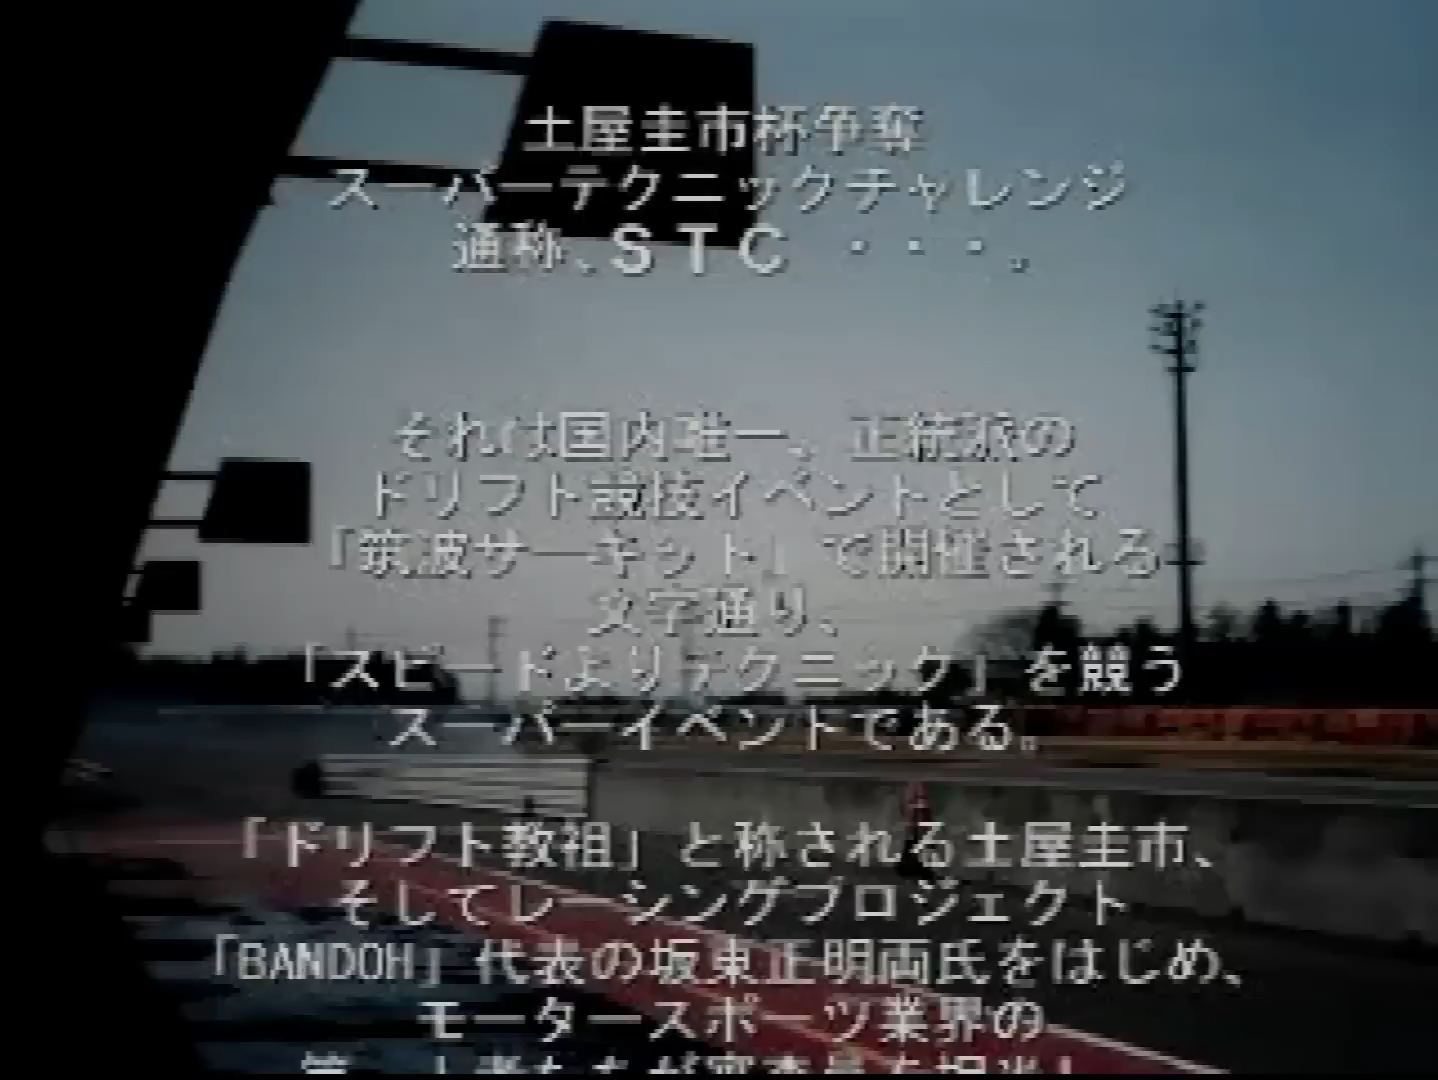 土屋圭市杯争奪
スーパーテクニックチャレンジ
通称、ＳＴＣ ・・・。
それは国内唯一、正統派の
ドリフト競技イベントとして
「筑波サーキット」で開催される
文字通り、
「スピードよりテクニック」を競う
スーパーイベントである。
「ドリフト教祖」と称される土屋圭市、
そしてレーシングプロジェクト
「BANDOH」代表の坂東正明両氏をはじめ、
モータースポーツ業界の